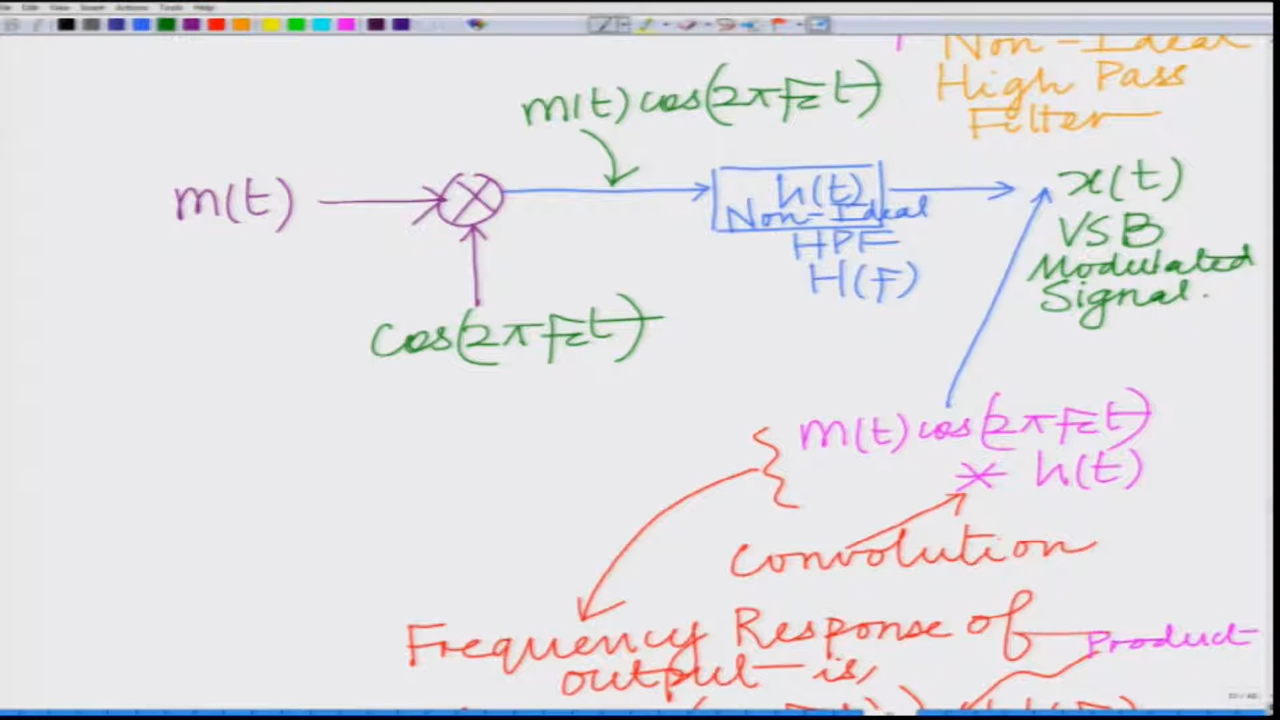 Non-Ideal
High Pass
Filter
m(t) cos(2πfct)
m(t)
h(t)
Non-Ideal
HPF
H(f)
x(t)
VSB
Modulated
Signal.
cos(2πfct)
m(t) cos(2πfct)
* h(t)
Convolution
Frequency Response of
output is,
Product